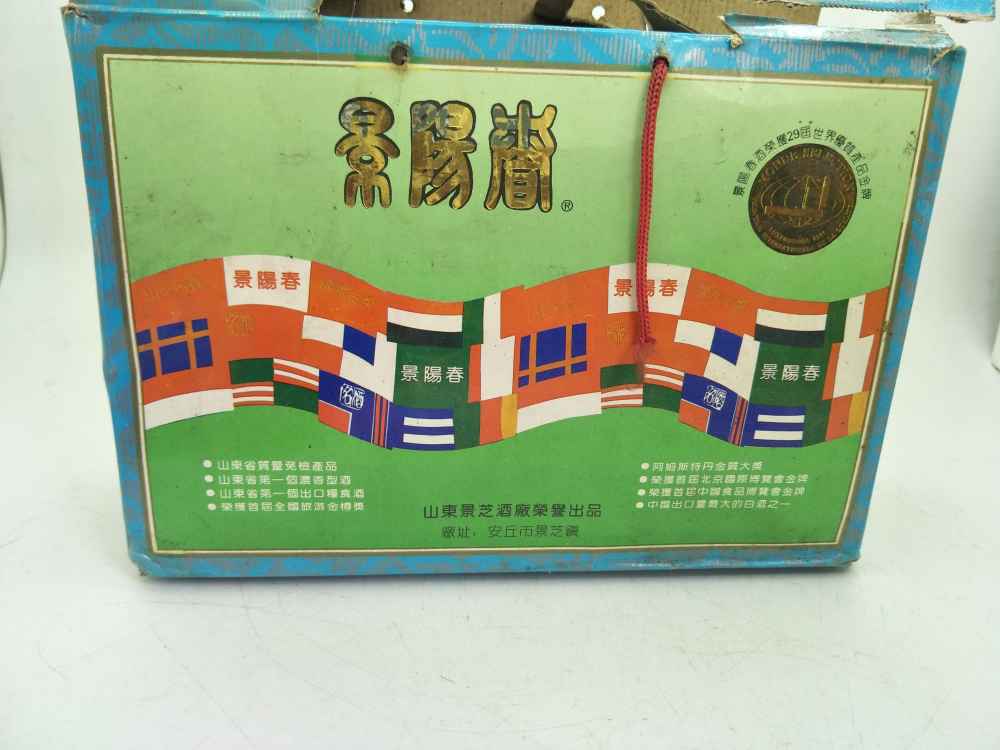 景陽春®
景陽春酒榮獲29屆世界優質產品金牌
景陽春
景陽春
景陽春
景陽春
名酒
名酒
山東省質量免檢產品
山東省第一個濃香型酒
山東省第一個出口糧食酒
榮獲首屆全國旅游金樽獎
阿姆斯特丹金質大獎
榮獲首屆北京國際博覽會金牌
榮獲首屆中國食品博覽會金牌
中國出口量最大的白酒之一
山東景芝酒廠榮譽出品
廠址：安丘市景芝鎮